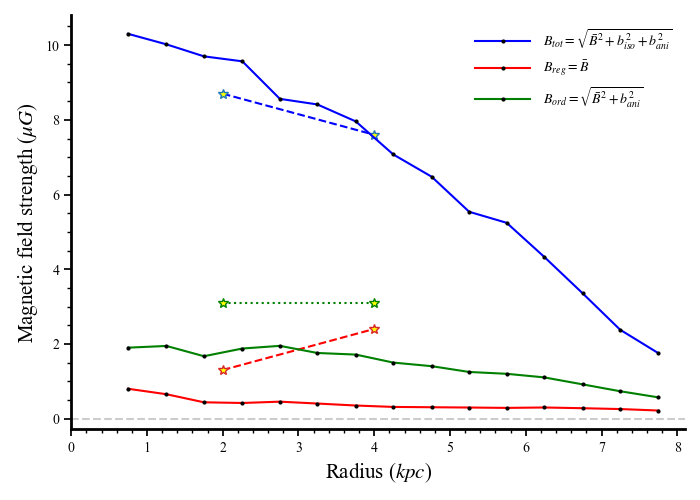 B_tot = √(B̄² + b_iso² + b_ani²)
B_reg = B̄
B_ord = √(B̄² + b_ani²)
Magnetic field strength (μG)
10
8
6
4
2
0
0 1 2 3 4 5 6 7 8
Radius (kpc)